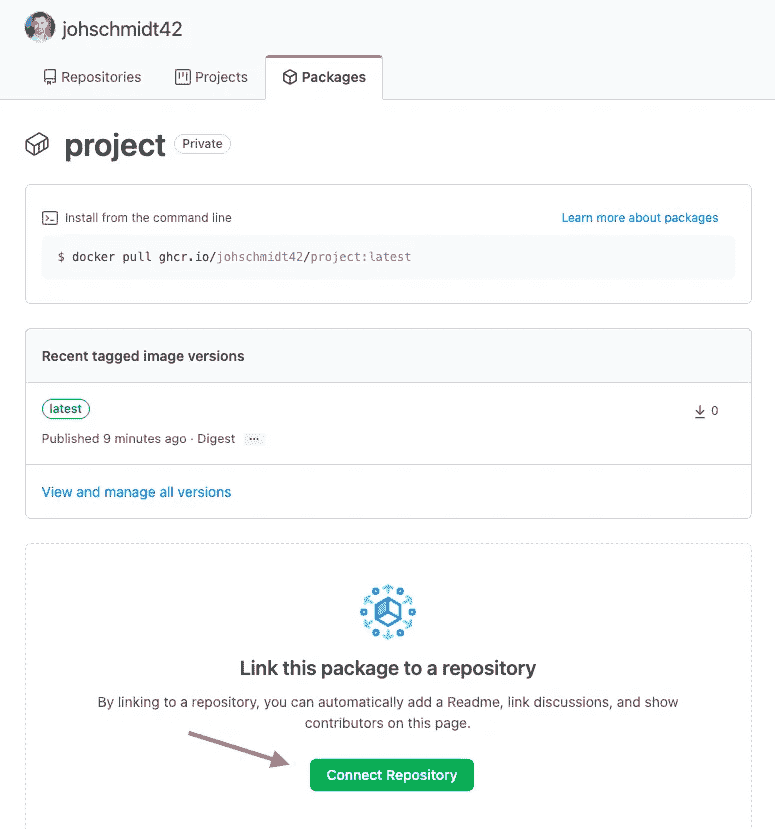 johschmidt42
Repositories Projects Packages
project Private
Install from the command line Learn more about packages
$ docker pull ghcr.io/johschmidt42/project:latest
Recent tagged image versions
latest
0
Published 9 minutes ago · Digest ...
View and manage all versions
Link this package to a repository
By linking to a repository, you can automatically add a Readme, link discussions, and show
contributors on this page.
Connect Repository